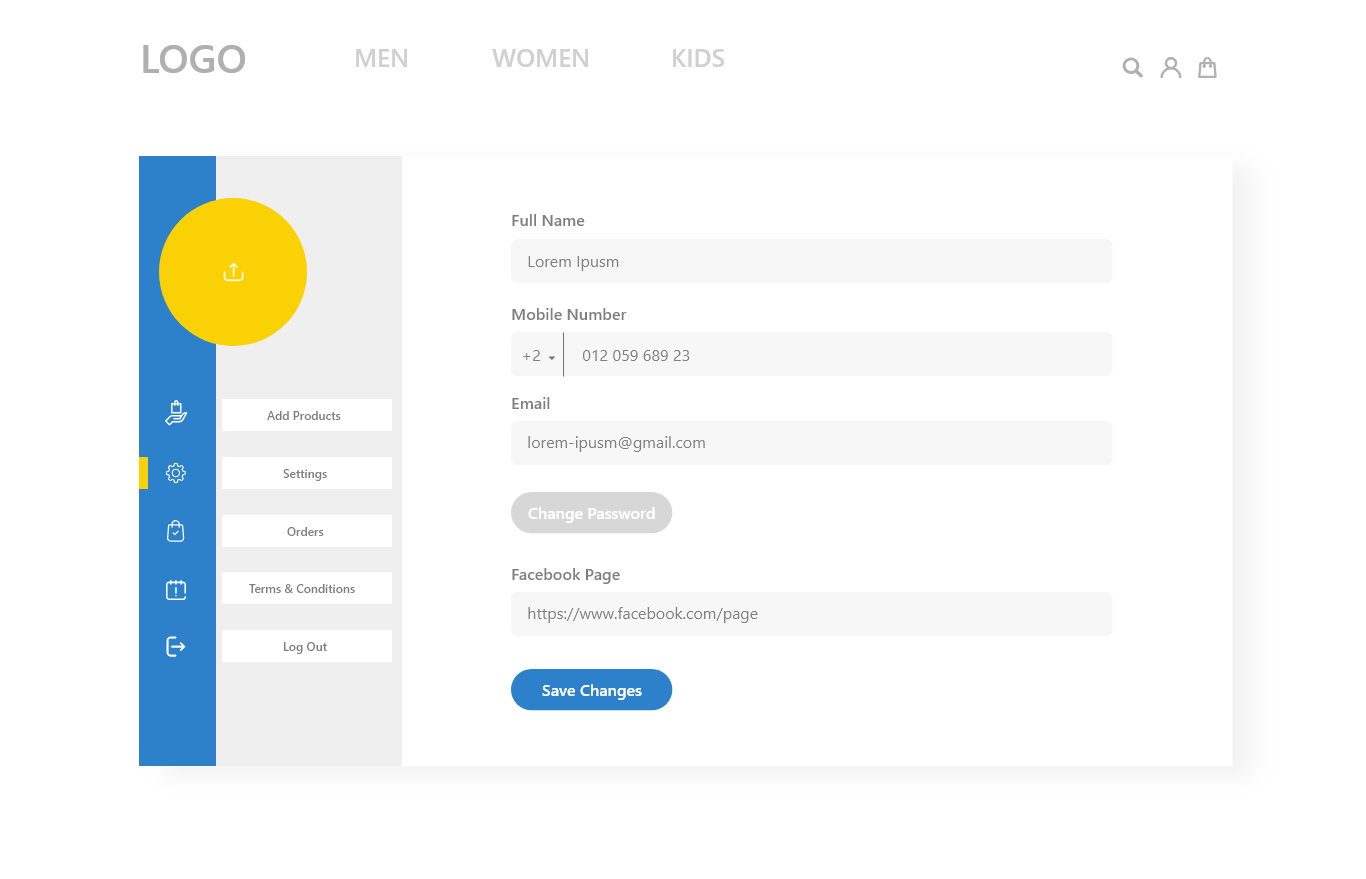 LOGO MEN WOMEN KIDS
Add Products
Settings
Orders
Terms & Conditions
Log Out
Full Name
Lorem Ipusm
Mobile Number
+2 012 059 689 23
Email
lorem-ipusm@gmail.com
Change Password
Facebook Page
https://www.facebook.com/page
Save Changes